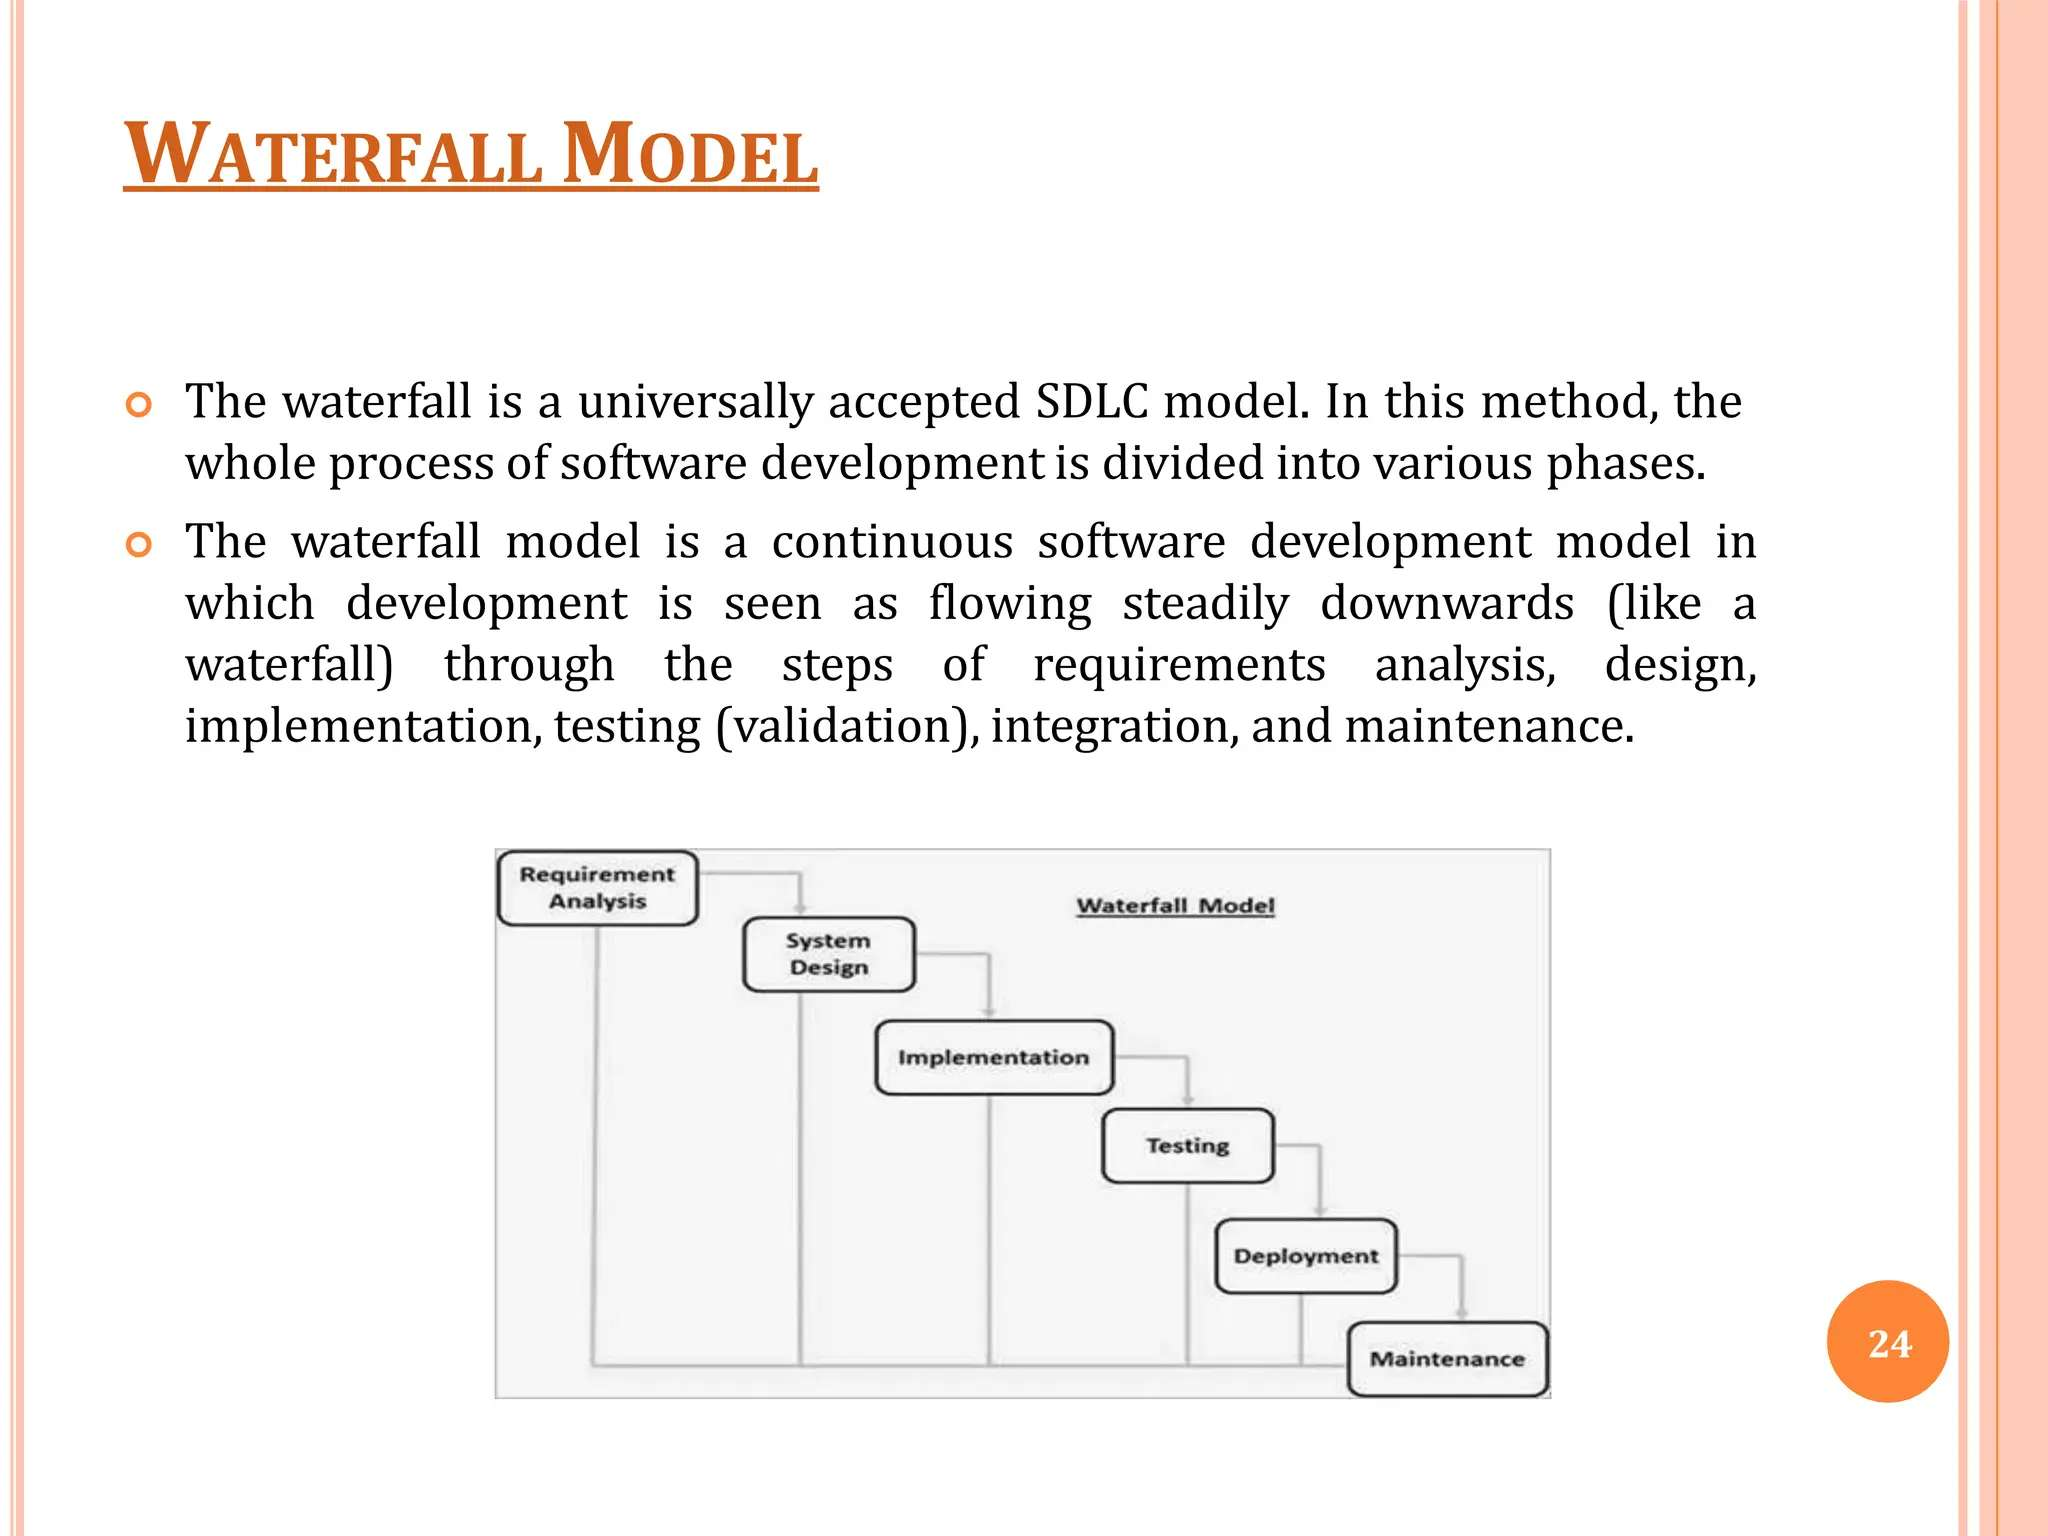 WATERFALL MODEL
The waterfall is a universally accepted SDLC model. In this method, the
whole process of software development is divided into various phases.
The waterfall model is a continuous software development model in
which development is seen as flowing steadily downwards (like a
waterfall) through the steps of requirements analysis, design,
implementation, testing (validation), integration, and maintenance.
Requirement
Analysis
Waterfall Model
System
Design
Implementation
Testing
Deployment
Maintenance
24